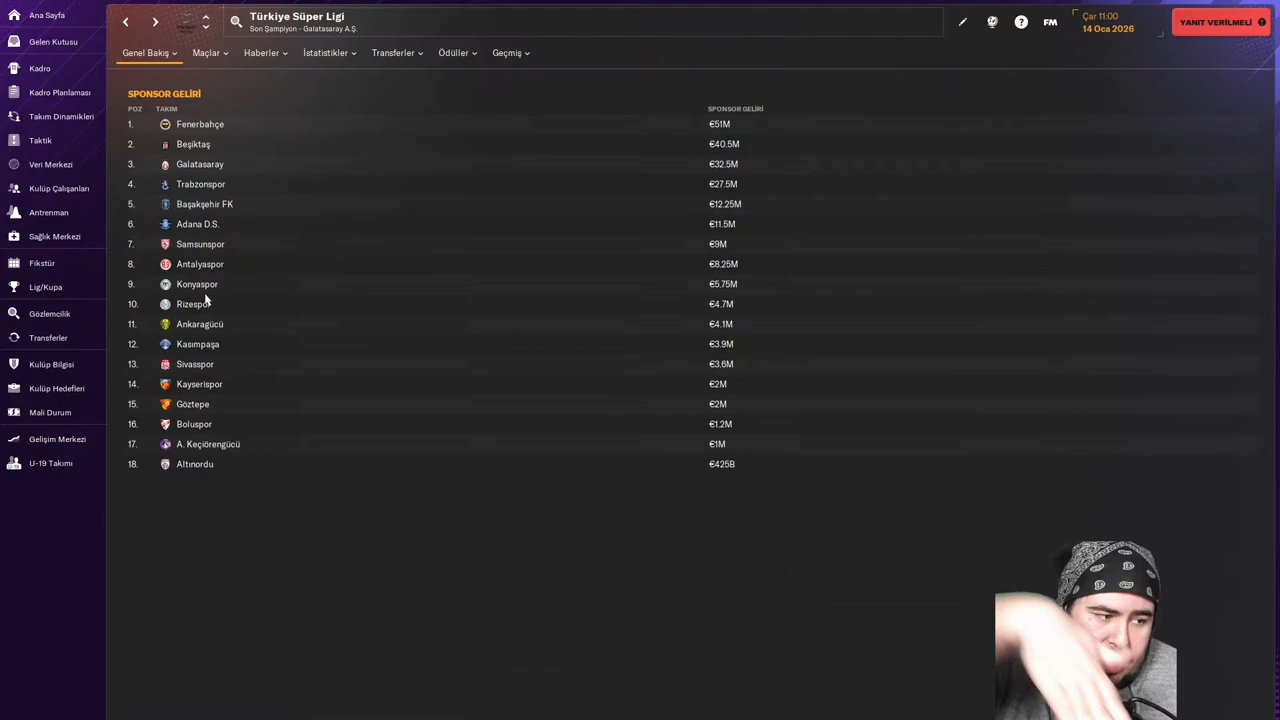 Ana Sayfa
Gelen Kutusu
Kadro
Kadro Planlaması
Takım Dinamikleri
Taktik
Veri Merkezi
Kulüp Çalışanları
Antrenman
Sağlık Merkezi
Fikstür
Lig/Kupa
Gözlemcilik
Transferler
Kulüp Bilgisi
Kulüp Hedefleri
Mali Durum
Gelişim Merkezi
U-19 Takımı
Türkiye Süper Ligi
Son Şampiyon - Galatasaray A.Ş.
? FM
Çar 11:00
14 Oca 2026
YANIT VERİLMELİ
Genel Bakış Maçlar Haberler İstatistikler Transferler Ödüller Geçmiş
SPONSOR GELİRİ
POZ TAKIM SPONSOR GELİRİ
1. Fenerbahçe €51M
2. Beşiktaş €40.5M
3. Galatasaray €32.5M
4. Trabzonspor €27.5M
5. Başakşehir FK €12.25M
6. Adana D.S. €11.5M
7. Samsunspor €9M
8. Antalyaspor €8.25M
9. Konyaspor €5.75M
10. Rizespor €4.7M
11. Ankaragücü €4.1M
12. Kasımpaşa €3.9M
13. Sivasspor €3.6M
14. Kayserispor €2M
15. Göztepe €2M
16. Boluspor €1.2M
17. A. Keçiörengücü €1M
18. Altınordu €425B